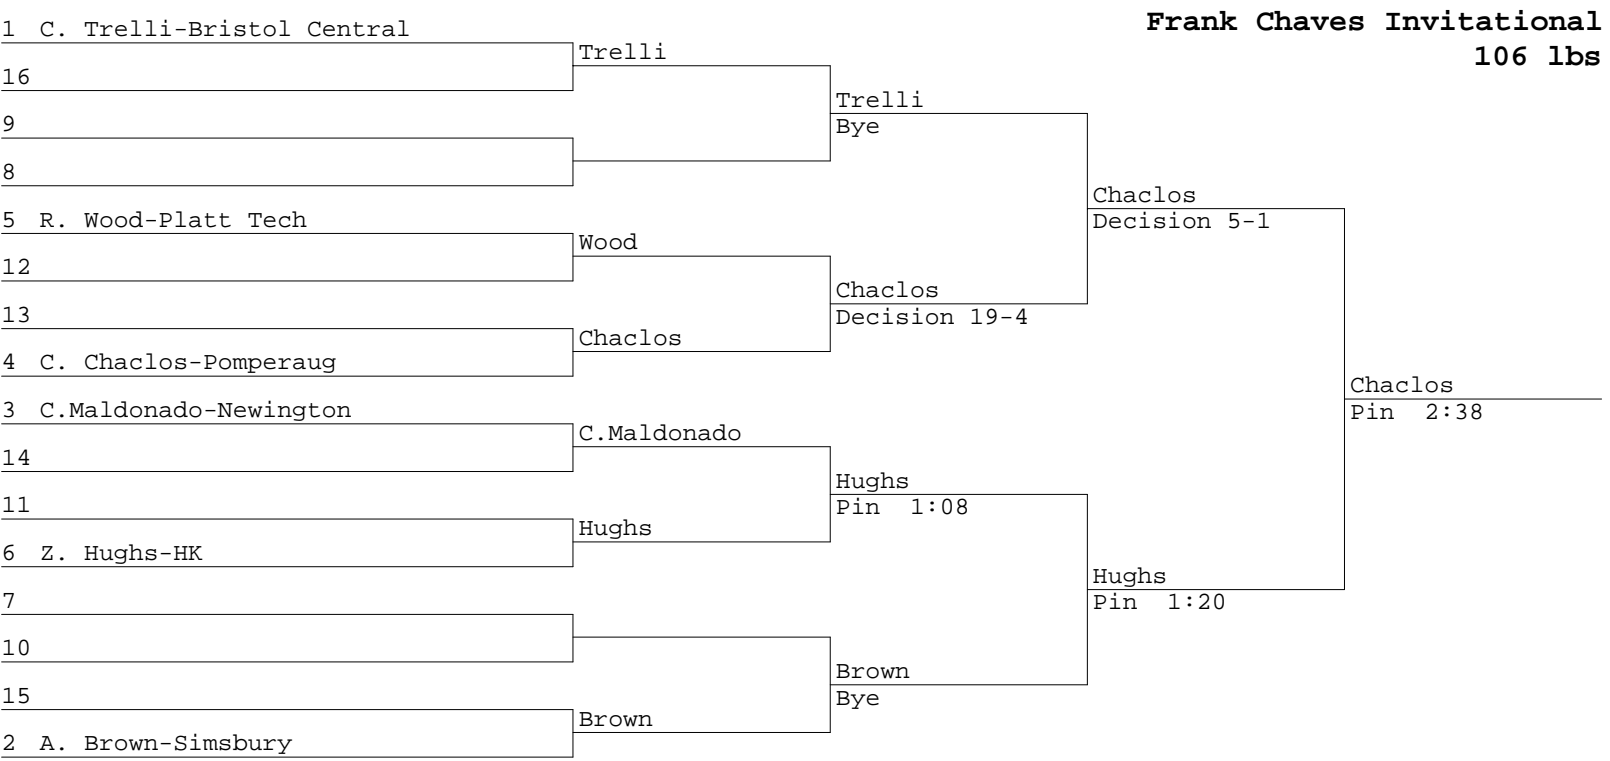 Frank Chaves Invitational
106 lbs
1 C. Trelli-Bristol Central
Trelli
16
Trelli
Bye
9
8
Chaclos
Decision 5-1
5 R. Wood-Platt Tech
Wood
12
Chaclos
Decision 19-4
13
Chaclos
4 C. Chaclos-Pomperaug
Chaclos
Pin 2:38
3 C.Maldonado-Newington
C.Maldonado
14
Hughs
Pin 1:08
11
Hughs
6 Z. Hughs-HK
Hughs
Pin 1:20
7
10
Brown
Bye
15
Brown
2 A. Brown-Simsbury